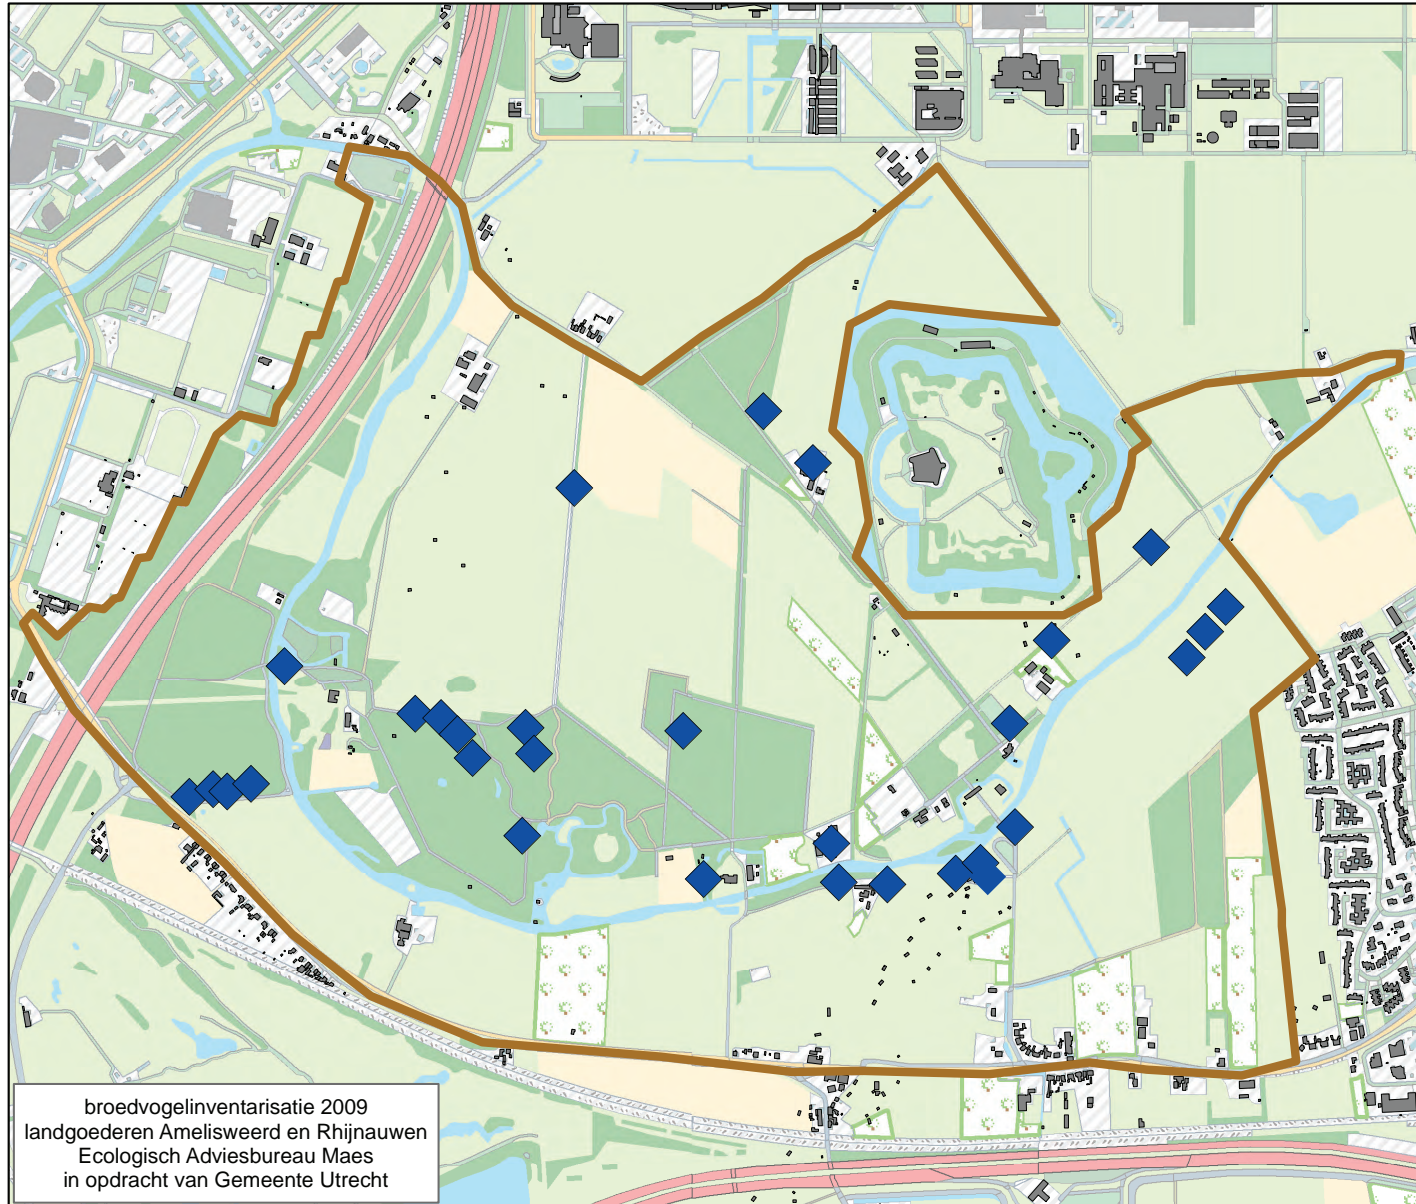 broedvogelinventarisatie 2009
landgoederen Amelisweerd en Rhijnauwen
Ecologisch Adviesbureau Maes
in opdracht van Gemeente Utrecht